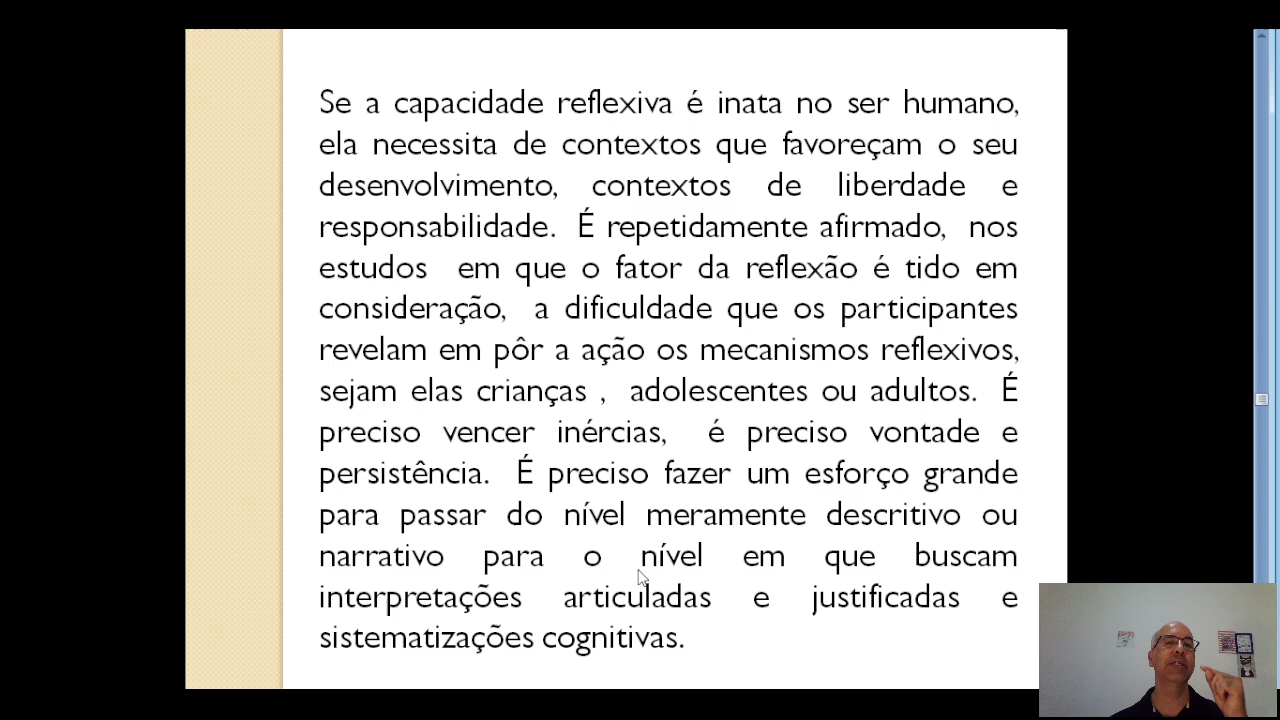 Se a capacidade reflexiva é inata no ser humano,
ela necessita de contextos que favoreçam o seu
desenvolvimento, contextos de liberdade e
responsabilidade. É repetidamente afirmado, nos
estudos em que o fator da reflexão é tido em
consideração, a dificuldade que os participantes
revelam em pôr a ação os mecanismos reflexivos,
sejam elas crianças , adolescentes ou adultos. É
preciso vencer inércias, é preciso vontade e
persistência. É preciso fazer um esforço grande
para passar do nível meramente descritivo ou
narrativo para o nível em que buscam
interpretações articuladas e justificadas e
sistematizações cognitivas.